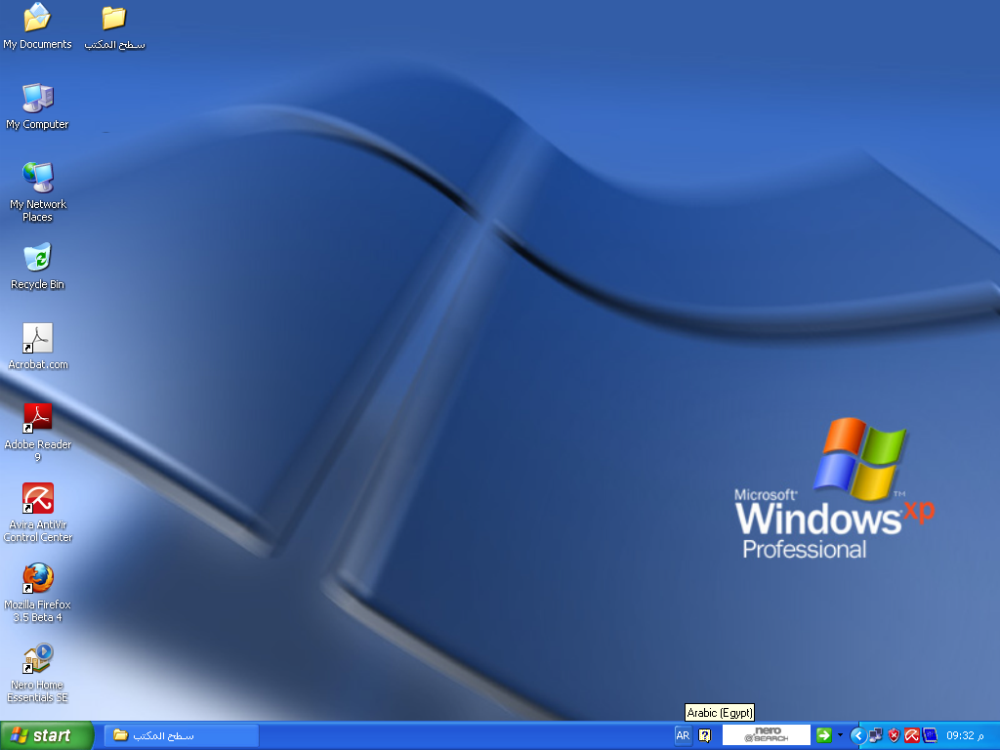 My Documents
سطح المكتب
My Computer
My Network
Places
Recycle Bin
Acrobat.com
Adobe Reader
9
Avira AntiVir
Control Center
Mozilla Firefox
3.5 Beta 4
Nero Home
Essentials SE
Microsoft®
Windows xp
TM
Professional
Arabic (Egypt)
start
سطح المكتب
AR
nero
@SEARCH
09:32 م